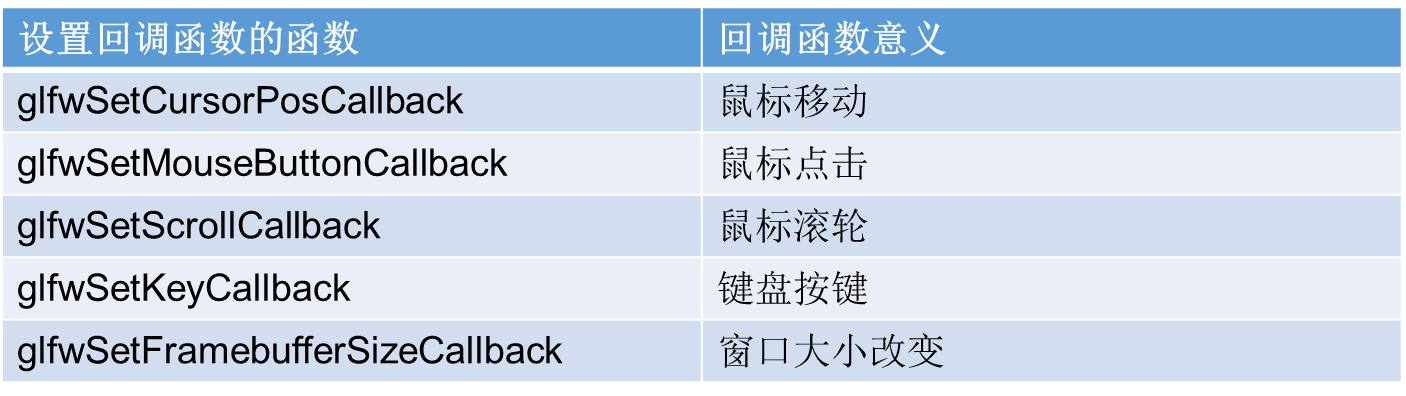 设置回调函数的函数 回调函数意义
glfwSetCursorPosCallback 鼠标移动
glfwSetMouseButtonCallback 鼠标点击
glfwSetScrollCallback 鼠标滚轮
glfwSetKeyCallback 键盘按键
glfwSetFramebufferSizeCallback 窗口大小改变